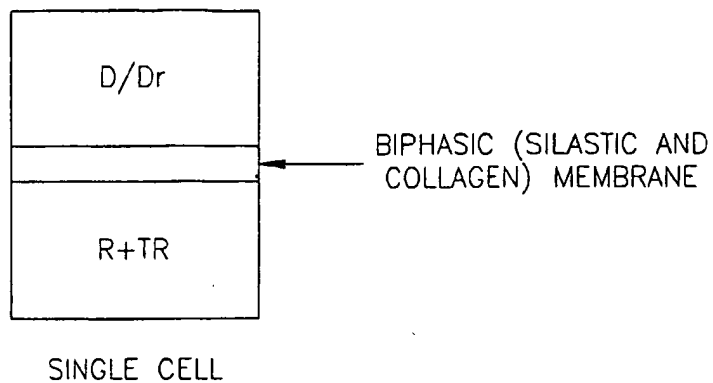 D/Dr
BIPHASIC (SILASTIC AND
COLLAGEN) MEMBRANE
R+TR
SINGLE CELL